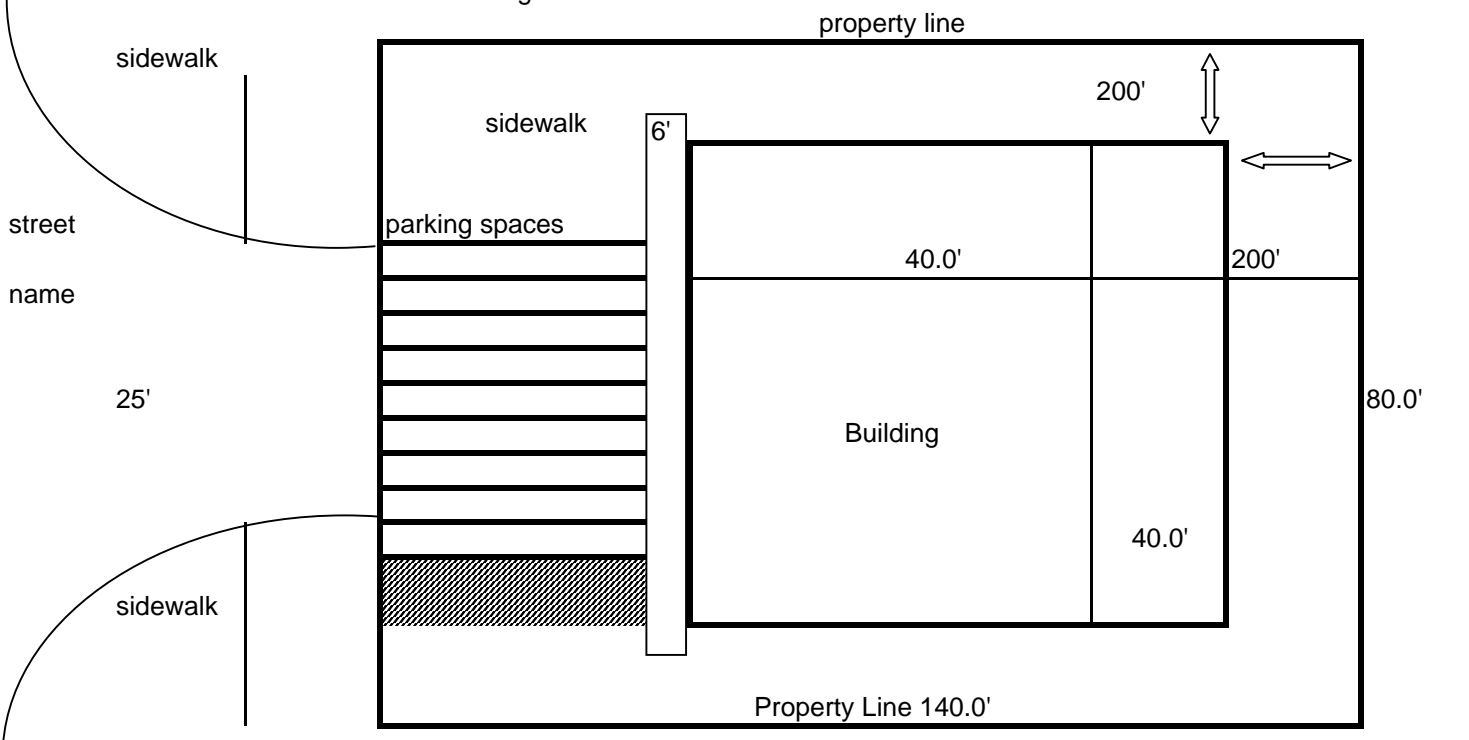 property line
sidewalk
200'
sidewalk
6'
street
parking spaces
40.0'
200'
name
25'
80.0'
Building
40.0'
sidewalk
Property Line 140.0'